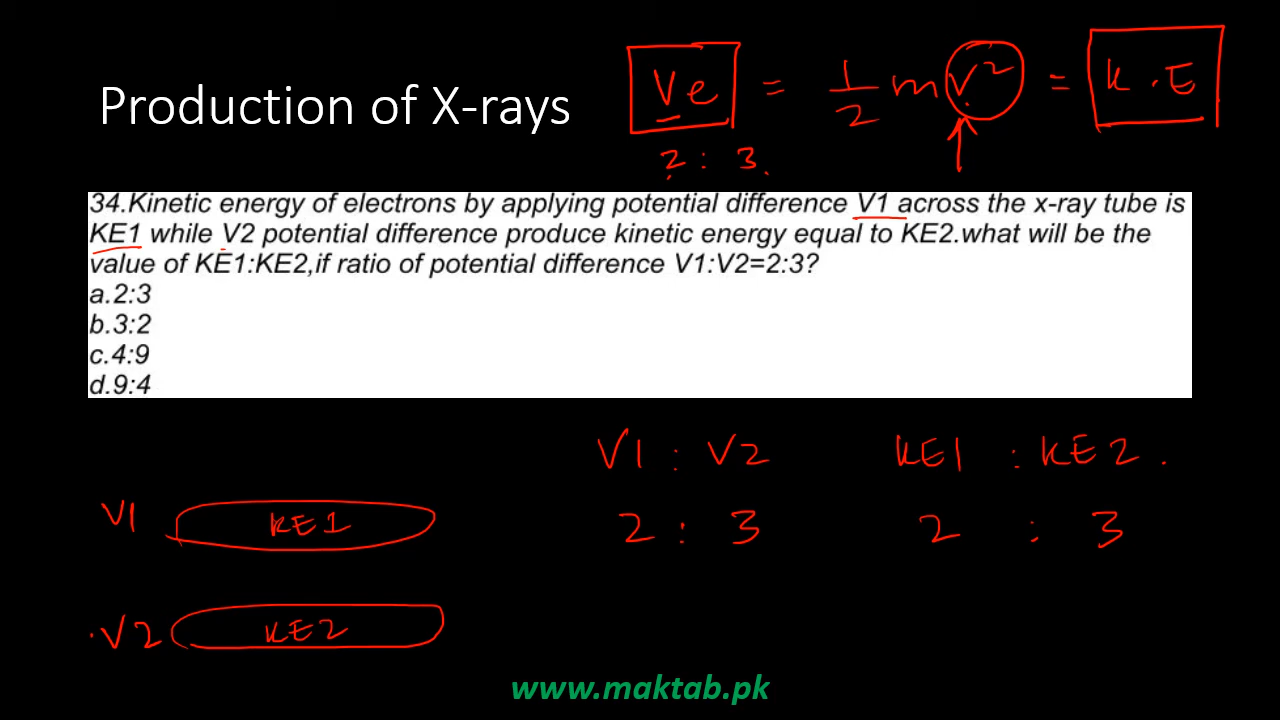 Production of X-rays
Ve = 1/2 mv² = K.E
2 : 3
34.Kinetic energy of electrons by applying potential difference V1 across the x-ray tube is
KE1 while V2 potential difference produce kinetic energy equal to KE2.what will be the
value of KE1:KE2,if ratio of potential difference V1:V2=2:3?
a.2:3
b.3:2
c.4:9
d.9:4
V1 : V2 KE1 : KE2
V1 KE1 2 : 3 2 : 3
V2 KE2
www.maktab.pk